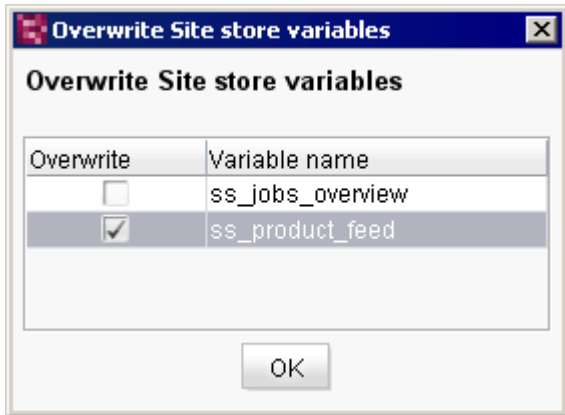 Overwrite Site store variables
Overwrite Site store variables
Overwrite Variable name
ss_jobs_overview
ss_product_feed
OK